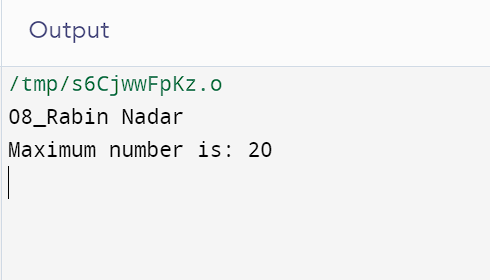 Output
/tmp/s6CjwwFpKz.o
08_Rabin Nadar
Maximum number is: 20